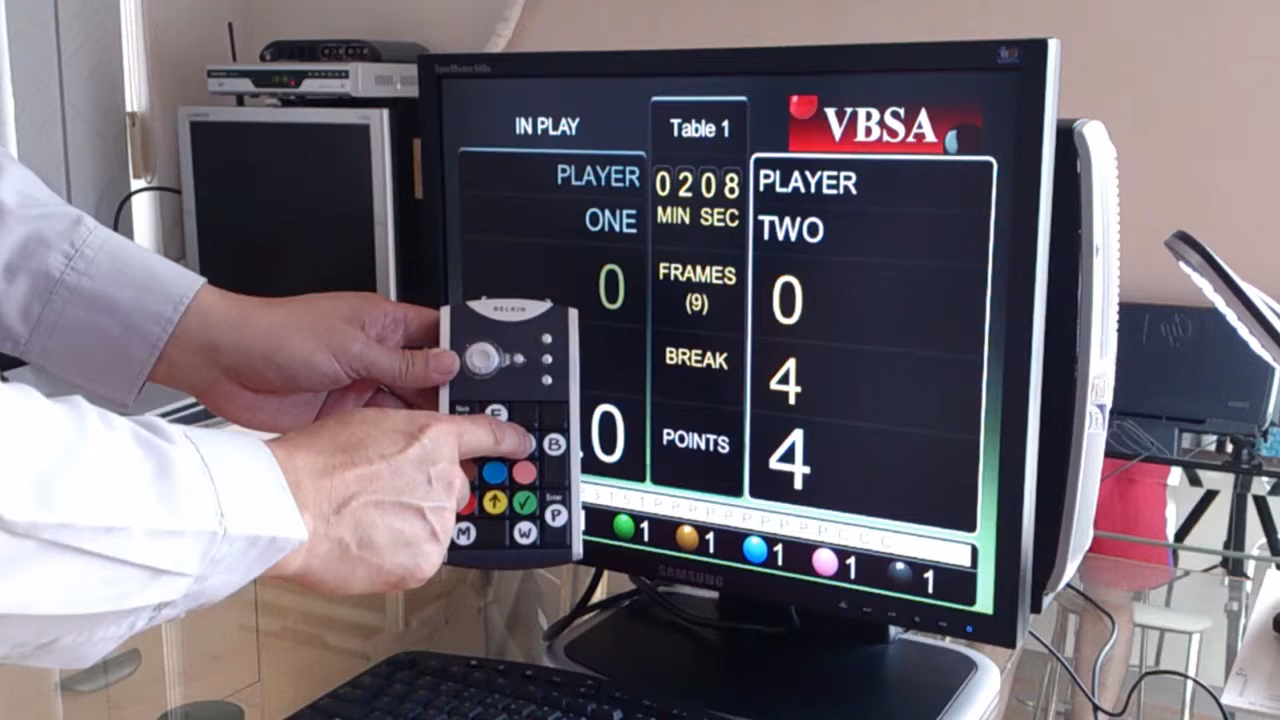 IN PLAY
Table 1
VBSA
PLAYER
ONE
0208
MIN SEC
PLAYER
TWO
0
FRAMES
(9)
0
BREAK
4
0
POINTS
4
1
1
1
1
1
SAMSUNG
BELKIN
B
Enter
P
M
W